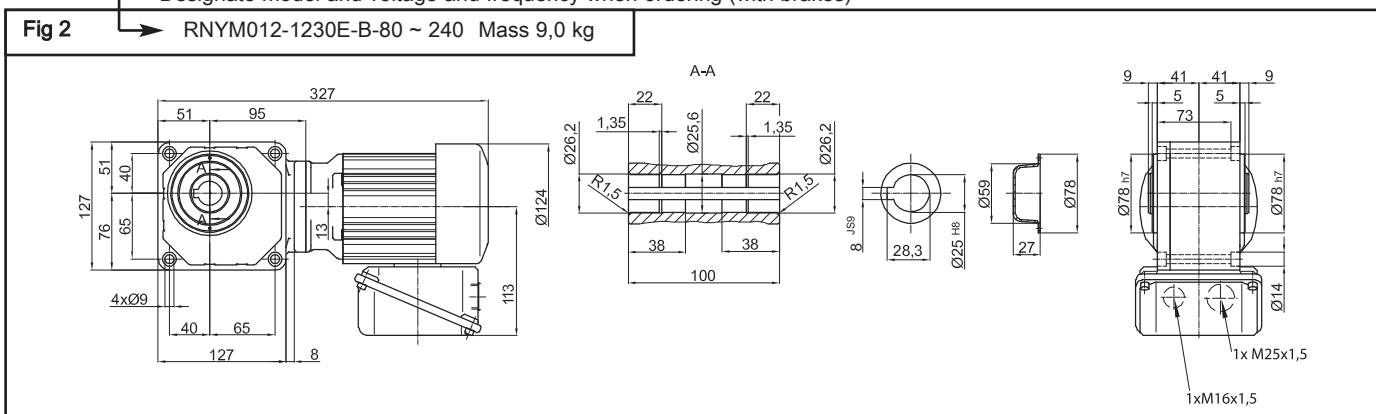 Designate model and voltage and frequency when ordering (with brakes)
Fig 2
RNYM012-1230E-B-80 ~ 240 Mass 9,0 kg
327
51
95
51
40
127
76
65
A
A
13
Ø124
113
4xØ9
40
65
127
8
A-A
22
22
1,35
1,35
Ø26,2
Ø25,6
Ø26,2
R1,5
R1,5
38
38
100
8 JS9
28,3
Ø25 H8
Ø59
Ø78
27
9
41
41
9
5
5
73
Ø78 h7
Ø78 h7
Ø14
1x M25x1,5
1xM16x1,5